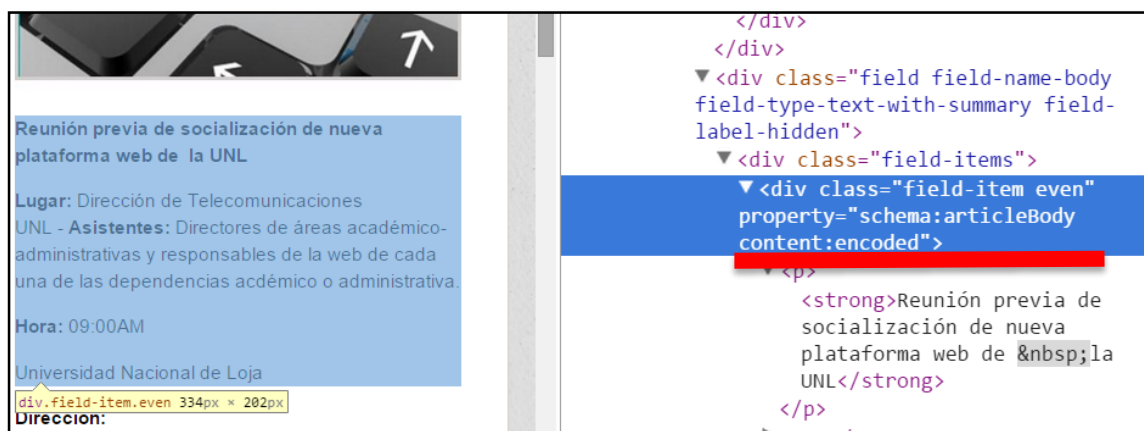 Reunión previa de socialización de nueva
plataforma web de la UNL
Lugar: Dirección de Telecomunicaciones
UNL - Asistentes: Directores de áreas académico-
administrativas y responsables de la web de cada
una de las dependencias acdémico o administrativa.
Hora: 09:00AM
Universidad Nacional de Loja
div.field-item.even 334px × 202px
Dirección:
</div>
</div>
▼<div class="field field-name-body
field-type-text-with-summary field-
label-hidden">
▼<div class="field-items">
▼<div class="field-item even"
property="schema:articleBody
content:encoded">
▼<p>
<strong>Reunión previa de
socialización de nueva
plataforma web de &nbsp;la
UNL</strong>
</p>